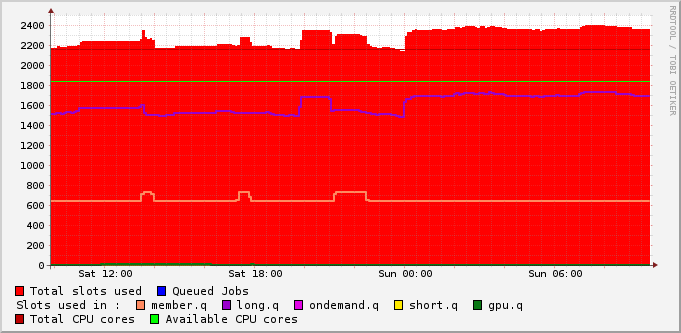 2400
2200
2000
1800
1600
1400
1200
1000
800
600
400
200
0
Sat 12:00 Sat 18:00 Sun 00:00 Sun 06:00
Total slots used Queued Jobs
Slots used in : member.q long.q ondemand.q short.q gpu.q
Total CPU cores Available CPU cores
RRDTOOL / TOBI OETIKER